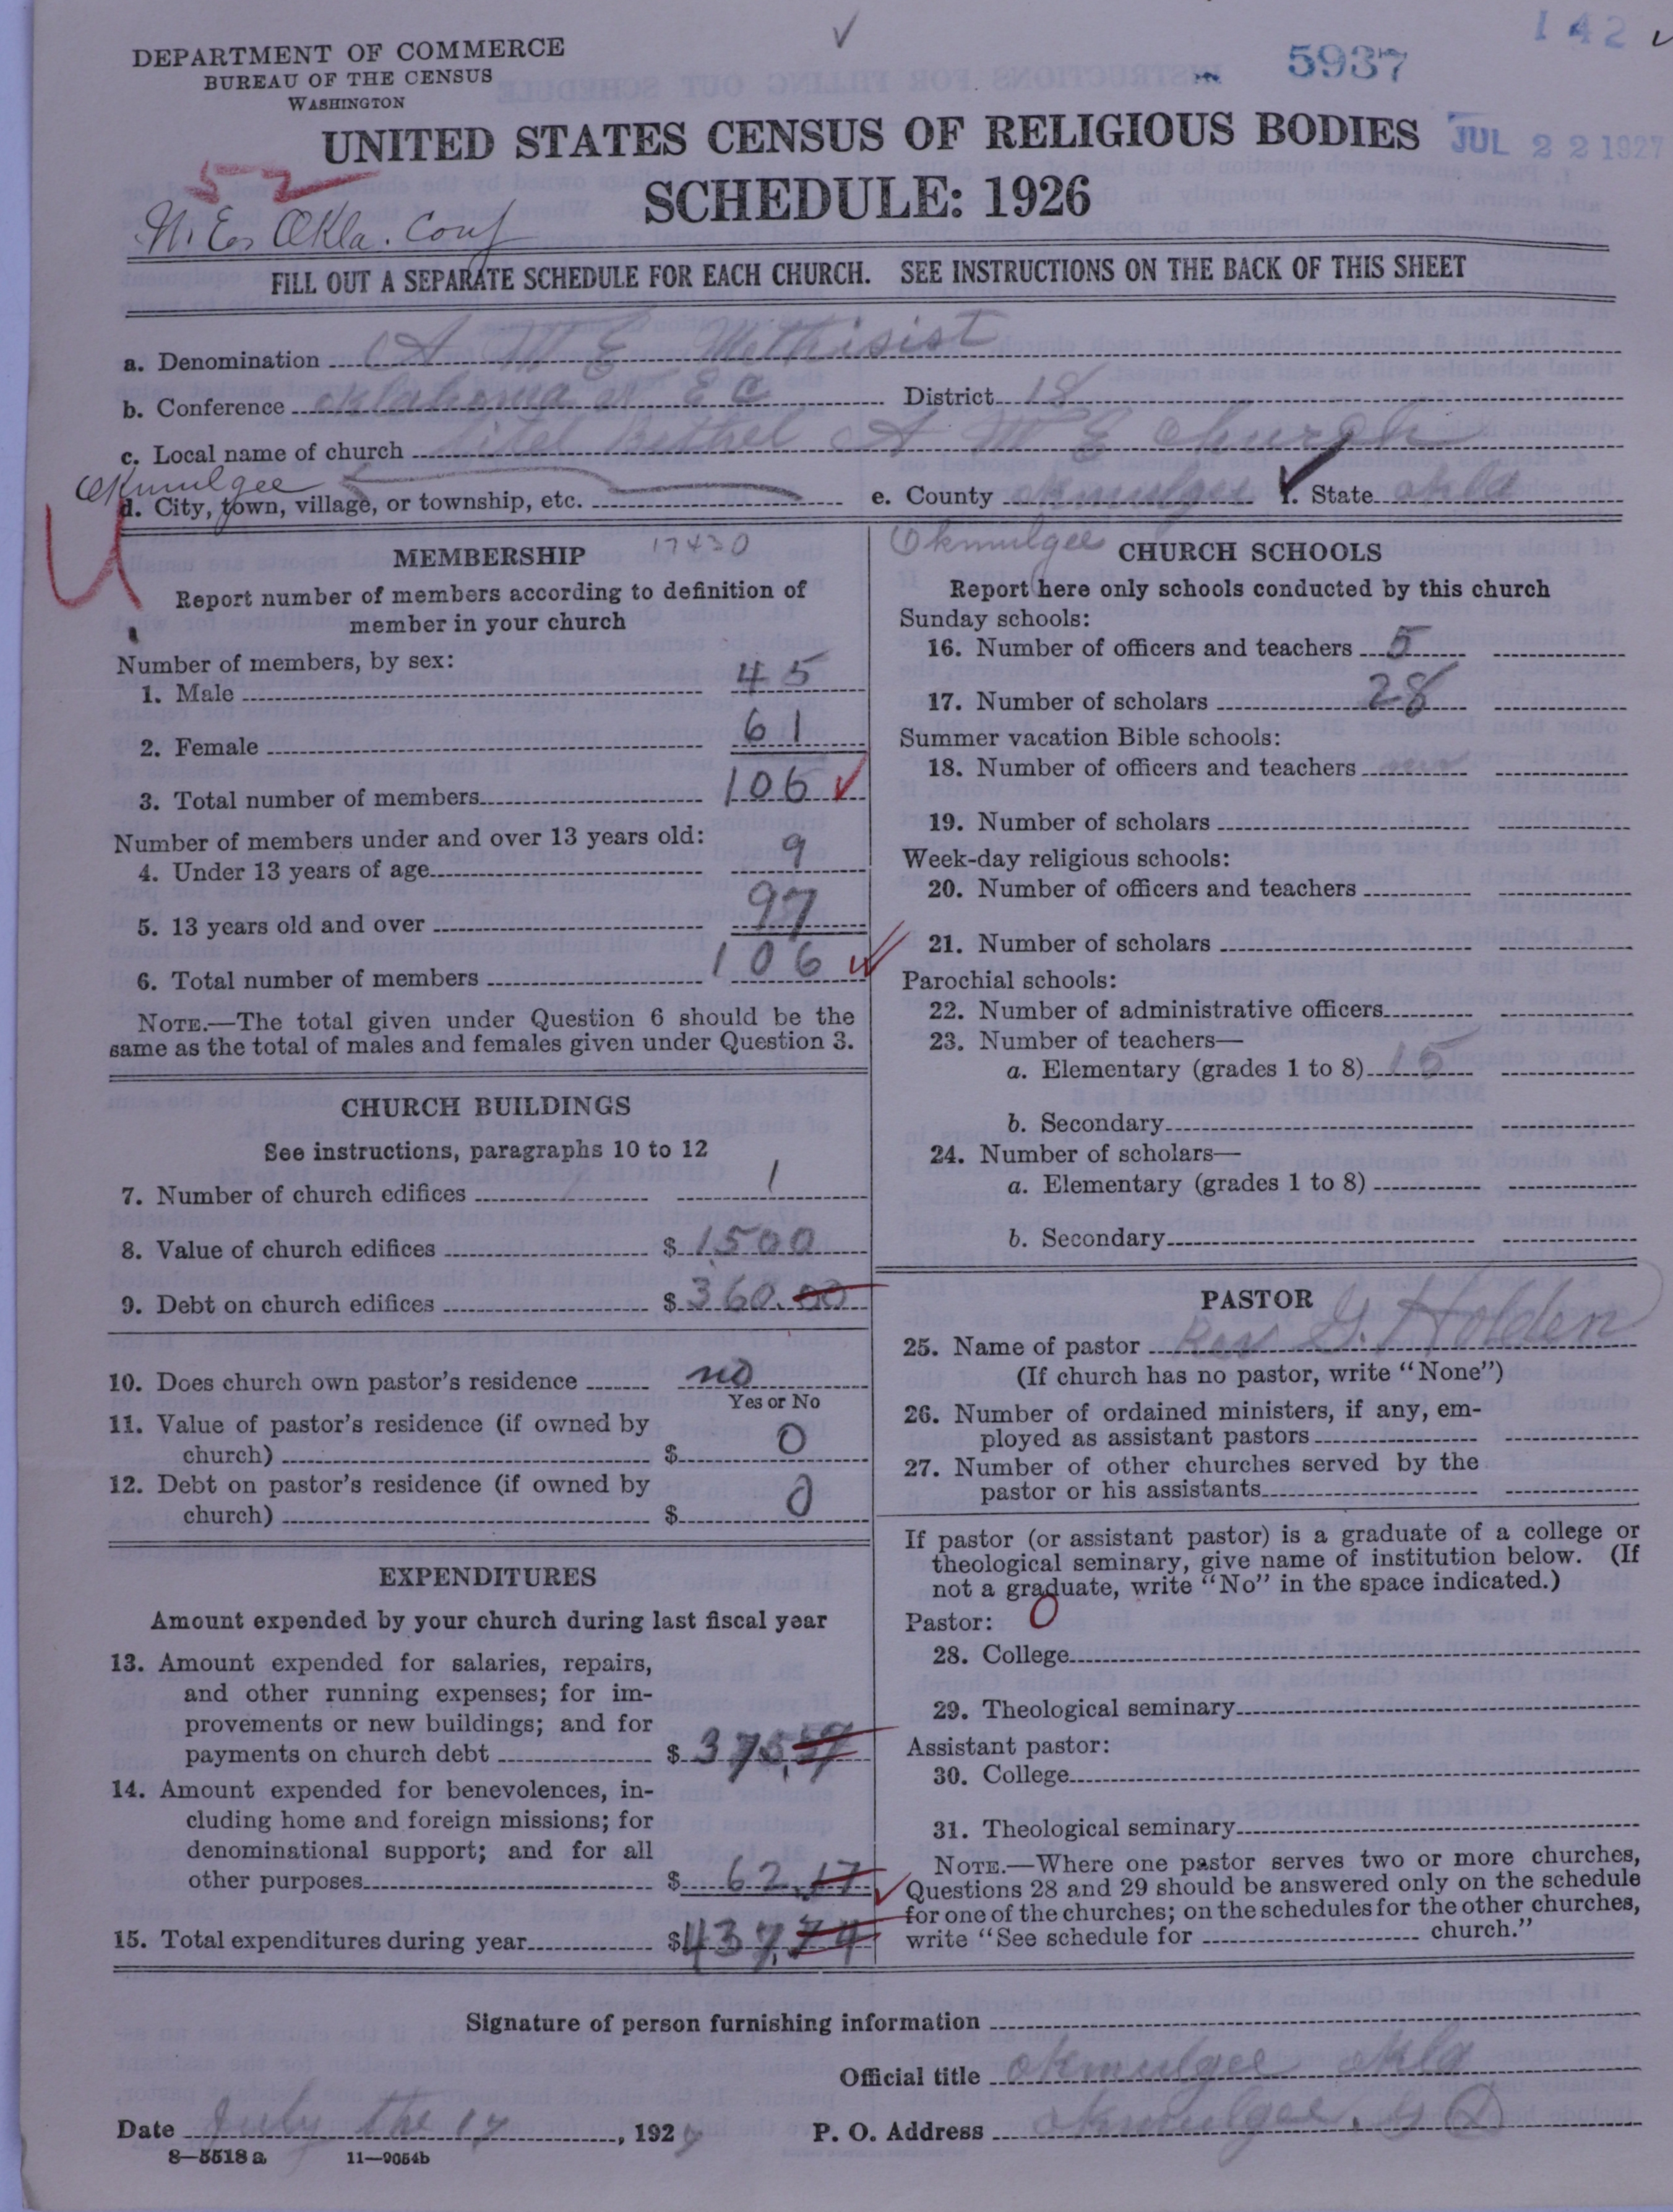 142
5937
DEPARTMENT OF COMMERCE
BUREAU OF THE CENSUS
WASHINGTON
UNITED STATES CENSUS OF RELIGIOUS BODIES
JUL 22 1927
52
SCHEDULE: 1926
N. E. Okla. Conf
FILL OUT A SEPARATE SCHEDULE FOR EACH CHURCH. SEE INSTRUCTIONS ON THE BACK OF THIS SHEET
a. Denomination A M E Methisist
b. Conference Oklahoma N E C District 18
c. Local name of church Bethel A M E Church
Okmulgee
d. City, town, village, or township, etc. e. County Okmulgee f. State Okla
Okmulgee
MEMBERSHIP 17430
Report number of members according to definition of
member in your church
Number of members, by sex:
1. Male 45
2. Female 61
3. Total number of members 106
Number of members under and over 13 years old:
4. Under 13 years of age 9
5. 13 years old and over 97
6. Total number of members 106
NOTE.—The total given under Question 6 should be the
same as the total of males and females given under Question 3.
CHURCH BUILDINGS
See instructions, paragraphs 10 to 12
7. Number of church edifices 1
8. Value of church edifices $ 1500
9. Debt on church edifices $ 360.00
10. Does church own pastor's residence no
Yes or No
11. Value of pastor's residence (if owned by
church) $ 0
12. Debt on pastor's residence (if owned by
church) $ 0
EXPENDITURES
Amount expended by your church during last fiscal year
13. Amount expended for salaries, repairs,
and other running expenses; for im-
provements or new buildings; and for
payments on church debt $ 375.57
14. Amount expended for benevolences, in-
cluding home and foreign missions; for
denominational support; and for all
other purposes $ 62.17
15. Total expenditures during year $ 437.74
CHURCH SCHOOLS
Report here only schools conducted by this church
Sunday schools:
16. Number of officers and teachers 5
17. Number of scholars 28
Summer vacation Bible schools:
18. Number of officers and teachers
19. Number of scholars
Week-day religious schools:
20. Number of officers and teachers
21. Number of scholars
Parochial schools:
22. Number of administrative officers
23. Number of teachers—
a. Elementary (grades 1 to 8) 15
b. Secondary
24. Number of scholars—
a. Elementary (grades 1 to 8)
b. Secondary
PASTOR
25. Name of pastor Rev G. Holden
(If church has no pastor, write "None")
26. Number of ordained ministers, if any, em-
ployed as assistant pastors
27. Number of other churches served by the
pastor or his assistants
If pastor (or assistant pastor) is a graduate of a college or
theological seminary, give name of institution below. (If
not a graduate, write "No" in the space indicated.)
Pastor: 0
28. College
29. Theological seminary
Assistant pastor:
30. College
31. Theological seminary
NOTE.—Where one pastor serves two or more churches,
Questions 28 and 29 should be answered only on the schedule
for one of the churches; on the schedules for the other churches,
write "See schedule for church."
Signature of person furnishing information
Official title Okmulgee Okla
Date July the 17, 192 P. O. Address Okmulgee
8—5518 a 11—9054b